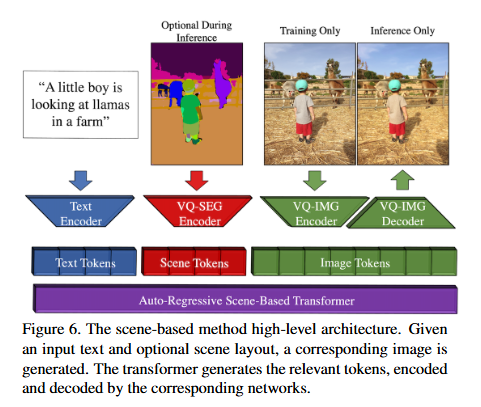 Optional During
Inference
Training Only
Inference Only
“A little boy is
looking at llamas
in a farm”
Text
Encoder
VQ-SEG
Encoder
VQ-IMG
Encoder
VQ-IMG
Decoder
Text Tokens
Scene Tokens
Image Tokens
Auto-Regressive Scene-Based Transformer
Figure 6. The scene-based method high-level architecture. Given
an input text and optional scene layout, a corresponding image is
generated. The transformer generates the relevant tokens, encoded
and decoded by the corresponding networks.